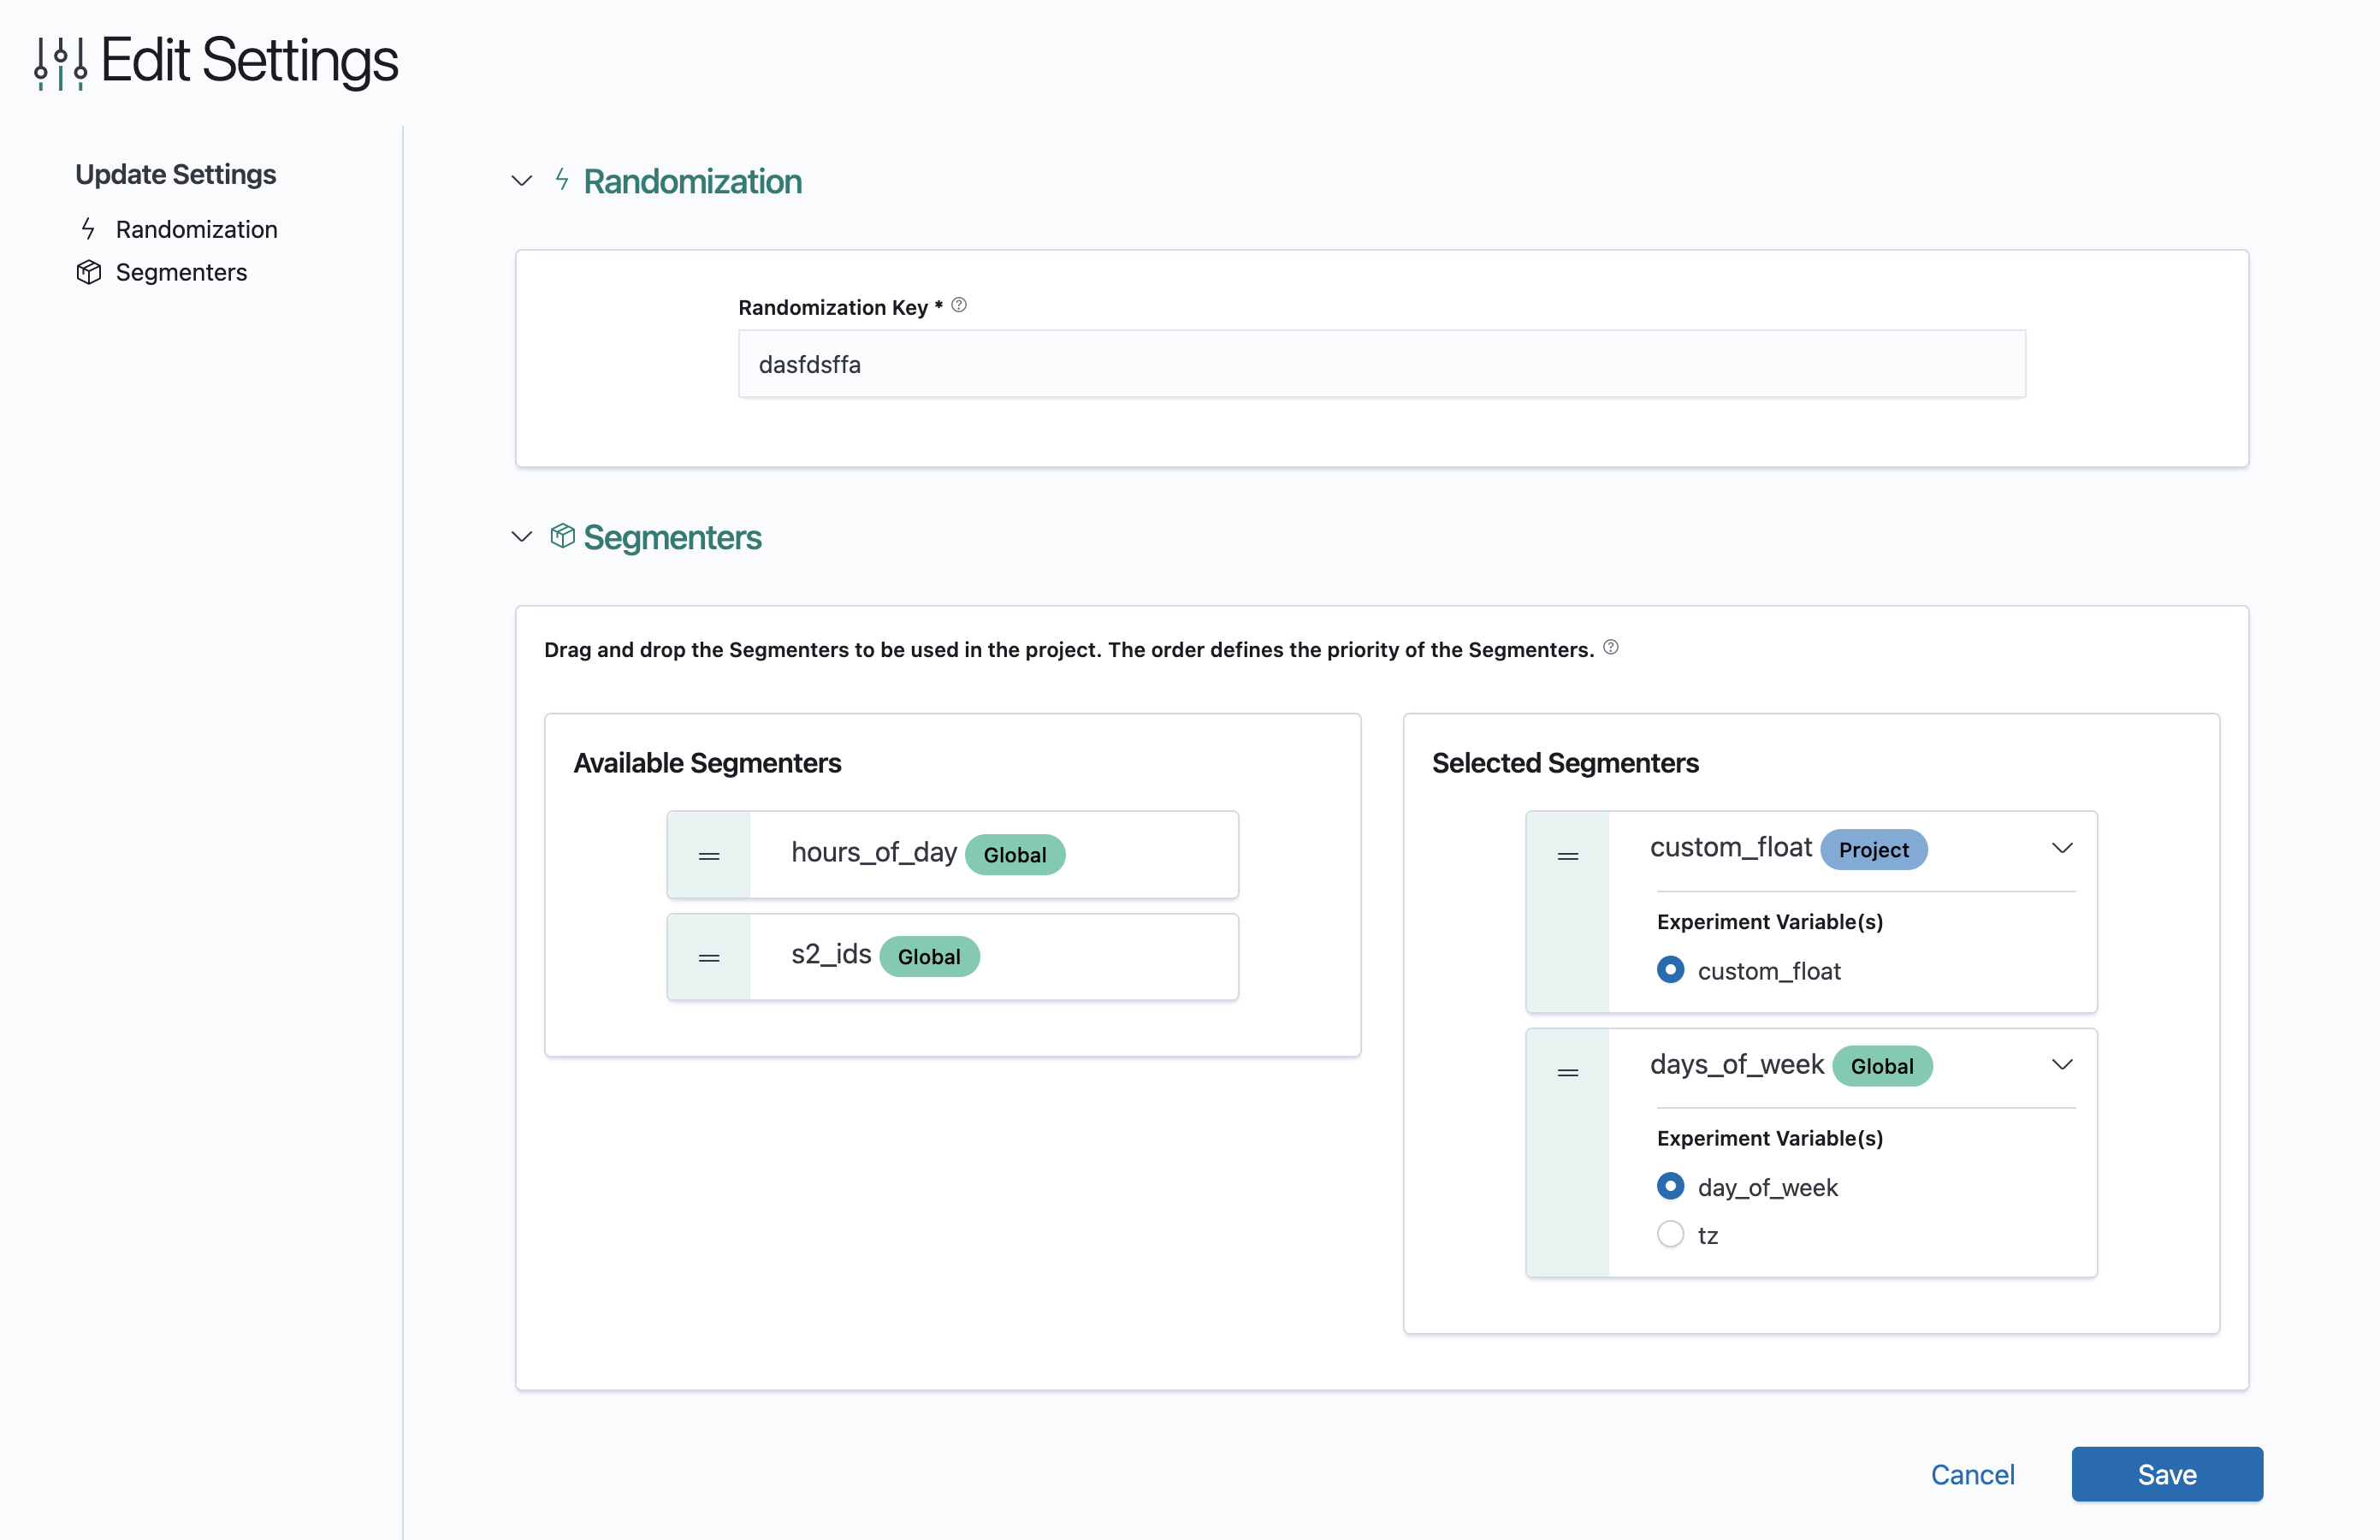 Edit Settings
Update Settings
Randomization
Segmenters
Randomization
Randomization Key *
dasfdsffa
Segmenters
Drag and drop the Segmenters to be used in the project. The order defines the priority of the Segmenters.
Available Segmenters
hours_of_day Global
s2_ids Global
Selected Segmenters
custom_float Project
Experiment Variable(s)
custom_float
days_of_week Global
Experiment Variable(s)
day_of_week
tz
Cancel
Save